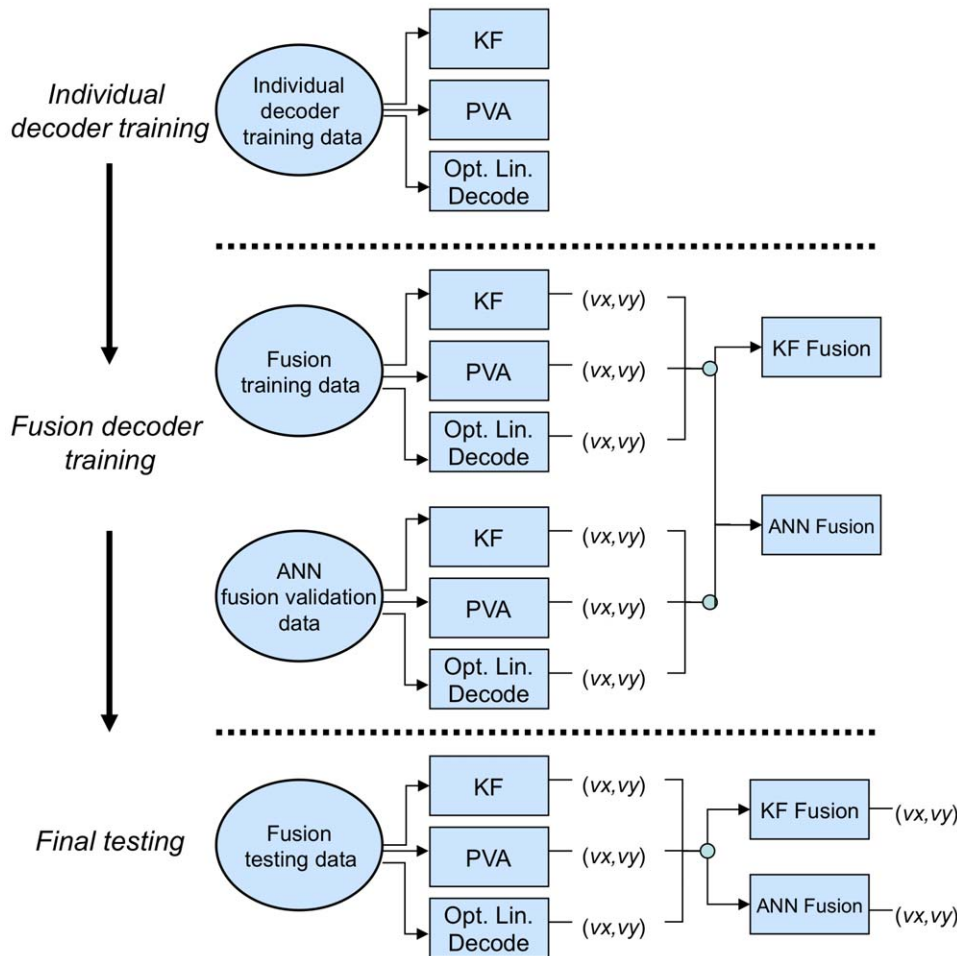 Individual
decoder training
Individual
decoder
training data
KF
PVA
Opt. Lin.
Decode
Fusion decoder
training
Fusion
training data
KF
(vx,vy)
PVA
(vx,vy)
Opt. Lin.
Decode
(vx,vy)
KF Fusion
ANN Fusion
ANN
fusion validation
data
KF
(vx,vy)
PVA
(vx,vy)
Opt. Lin.
Decode
(vx,vy)
Final testing
Fusion
testing data
KF
(vx,vy)
PVA
(vx,vy)
Opt. Lin.
Decode
(vx,vy)
KF Fusion
(vx,vy)
ANN Fusion
(vx,vy)